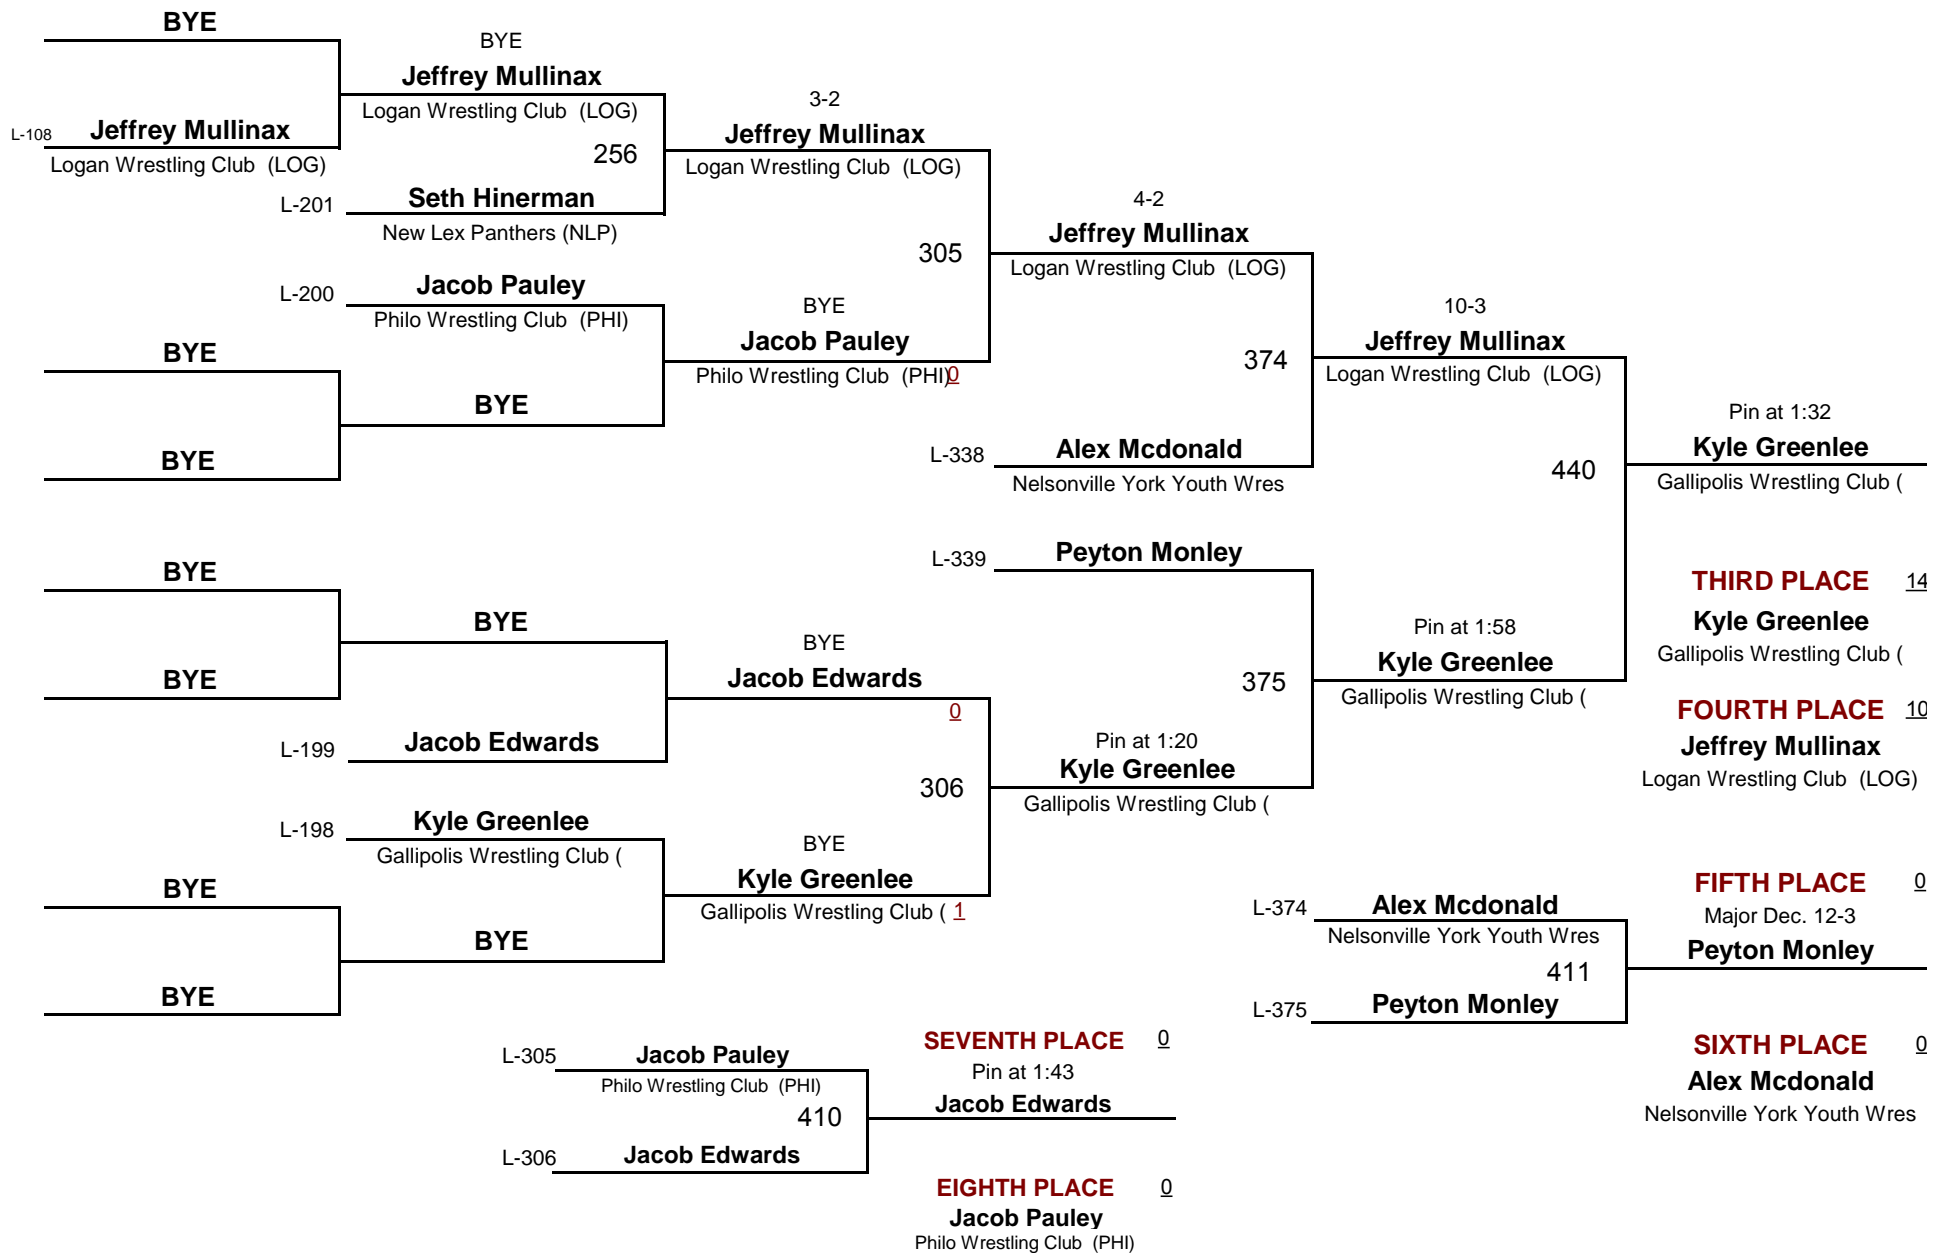 BYE
L-108 Jeffrey Mullinax
Logan Wrestling Club (LOG)
BYE
Jeffrey Mullinax
Logan Wrestling Club (LOG)
256
L-201 Seth Hinerman
New Lex Panthers (NLP)
L-200 Jacob Pauley
Philo Wrestling Club (PHI)
BYE
BYE
BYE
3-2
Jeffrey Mullinax
Logan Wrestling Club (LOG)
305
BYE
Jacob Pauley
Philo Wrestling Club (PHI) 0
4-2
Jeffrey Mullinax
Logan Wrestling Club (LOG)
374
L-338 Alex Mcdonald
Nelsonville York Youth Wres
10-3
Jeffrey Mullinax
Logan Wrestling Club (LOG)
440
Pin at 1:32
Kyle Greenlee
Gallipolis Wrestling Club (
BYE
BYE
BYE
L-199 Jacob Edwards
BYE
Jacob Edwards
0
306
L-198 Kyle Greenlee
Gallipolis Wrestling Club (
BYE
BYE
BYE
BYE
Kyle Greenlee
Gallipolis Wrestling Club ( 1
L-339 Peyton Monley
375
Pin at 1:20
Kyle Greenlee
Gallipolis Wrestling Club (
Pin at 1:58
Kyle Greenlee
Gallipolis Wrestling Club (
THIRD PLACE 14
Kyle Greenlee
Gallipolis Wrestling Club (
FOURTH PLACE 10
Jeffrey Mullinax
Logan Wrestling Club (LOG)
L-374 Alex Mcdonald
Nelsonville York Youth Wres
411
L-375 Peyton Monley
FIFTH PLACE 0
Major Dec. 12-3
Peyton Monley
SIXTH PLACE 0
Alex Mcdonald
Nelsonville York Youth Wres
L-305 Jacob Pauley
Philo Wrestling Club (PHI)
410
L-306 Jacob Edwards
SEVENTH PLACE 0
Pin at 1:43
Jacob Edwards
EIGHTH PLACE 0
Jacob Pauley
Philo Wrestling Club (PHI)